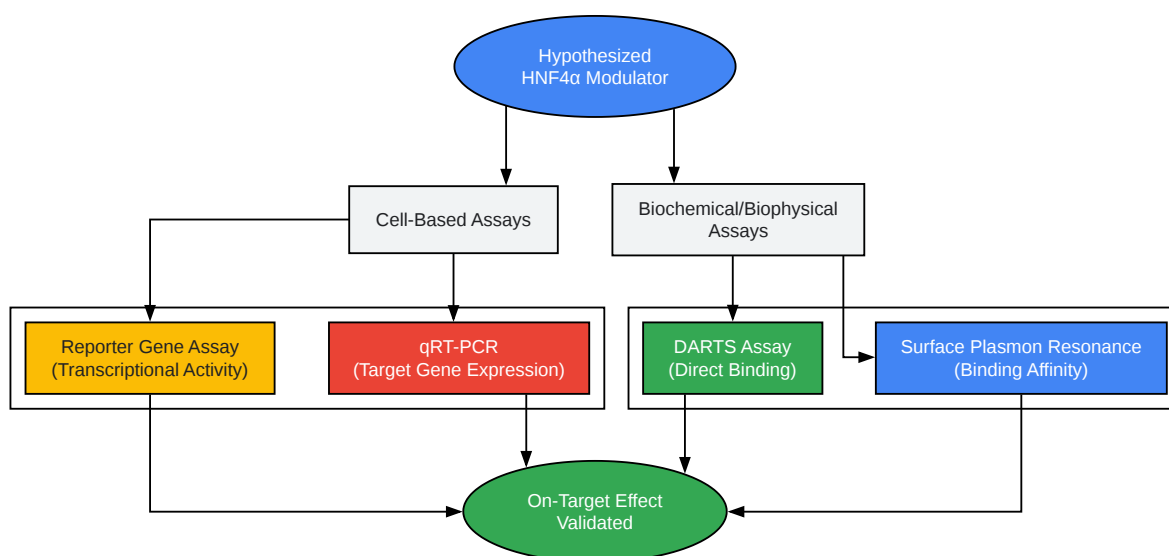 Hypothesized
HNF4α Modulator
Cell-Based Assays
Biochemical/Biophysical
Assays
Reporter Gene Assay
(Transcriptional Activity)
qRT-PCR
(Target Gene Expression)
DARTS Assay
(Direct Binding)
Surface Plasmon Resonance
(Binding Affinity)
On-Target Effect
Validated